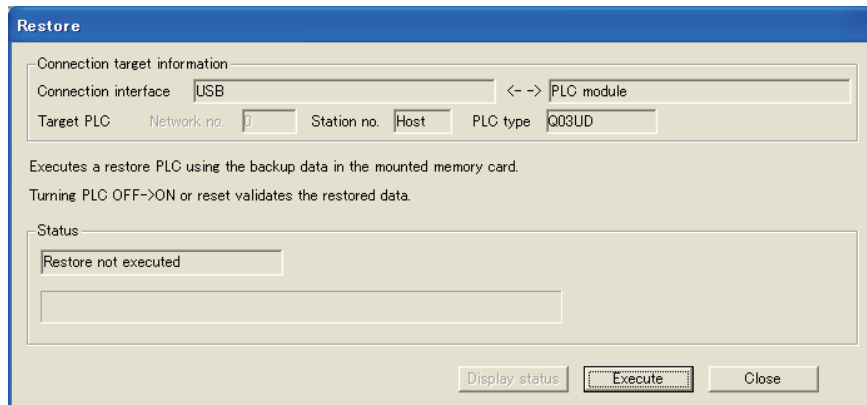 Restore
Connection target information
Connection interface USB <- -> PLC module
Target PLC Network no. 0 Station no. Host PLC type Q03UD
Executes a restore PLC using the backup data in the mounted memory card.
Turning PLC OFF->ON or reset validates the restored data.
Status
Restore not executed
Display status Execute Close